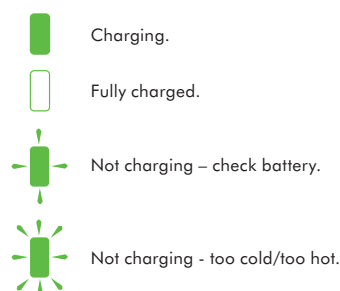 Charging.
Fully charged.
Not charging – check battery.
Not charging - too cold/too hot.